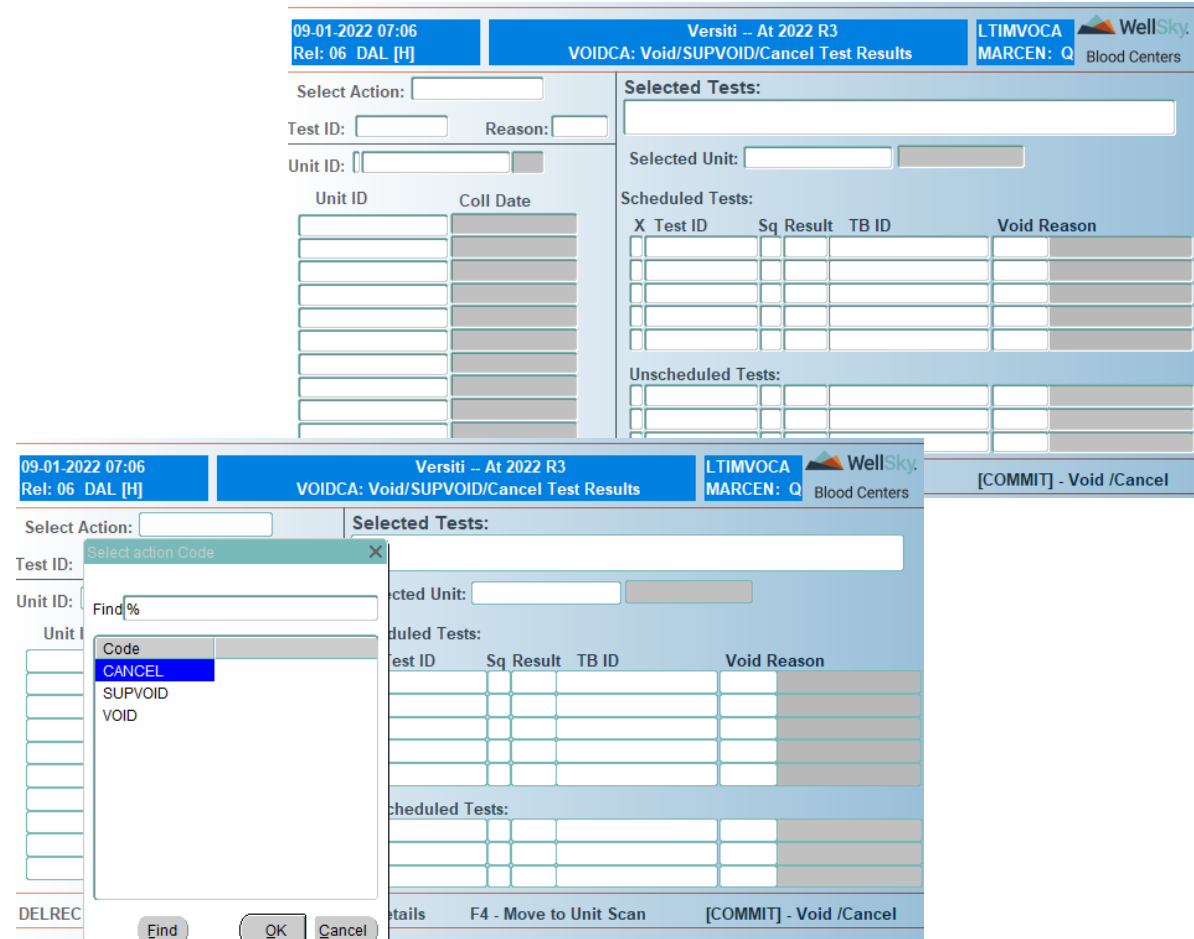 09-01-2022 07:06
Rel: 06 DAL [H]
Versiti -- At 2022 R3
VOIDCA: Void/SUPVOID/Cancel Test Results
LTIMVOCA
MARCEN: Q
WellSky.
Blood Centers
Select Action:
Test ID: Reason:
Unit ID:
Unit ID Coll Date
Selected Tests:
Selected Unit:
Scheduled Tests:
X Test ID Sq Result TB ID Void Reason
Unscheduled Tests:
[COMMIT] - Void /Cancel
09-01-2022 07:06
Rel: 06 DAL [H]
Versiti -- At 2022 R3
VOIDCA: Void/SUPVOID/Cancel Test Results
LTIMVOCA
MARCEN: Q
WellSky.
Blood Centers
Select Action:
Test ID:
Unit ID:
Unit I
Select action Code
Find %
Code
CANCEL
SUPVOID
VOID
Find OK Cancel
Selected Tests:
cted Unit:
duled Tests:
Test ID Sq Result TB ID Void Reason
cheduled Tests:
DELREC etails F4 - Move to Unit Scan [COMMIT] - Void /Cancel